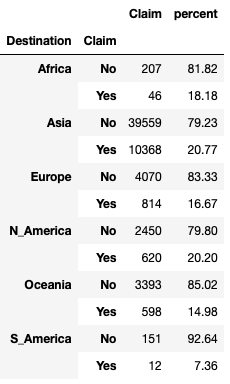 Claim percent
Destination Claim
Africa No 207 81.82
Yes 46 18.18
Asia No 39559 79.23
Yes 10368 20.77
Europe No 4070 83.33
Yes 814 16.67
N_America No 2450 79.80
Yes 620 20.20
Oceania No 3393 85.02
Yes 598 14.98
S_America No 151 92.64
Yes 12 7.36